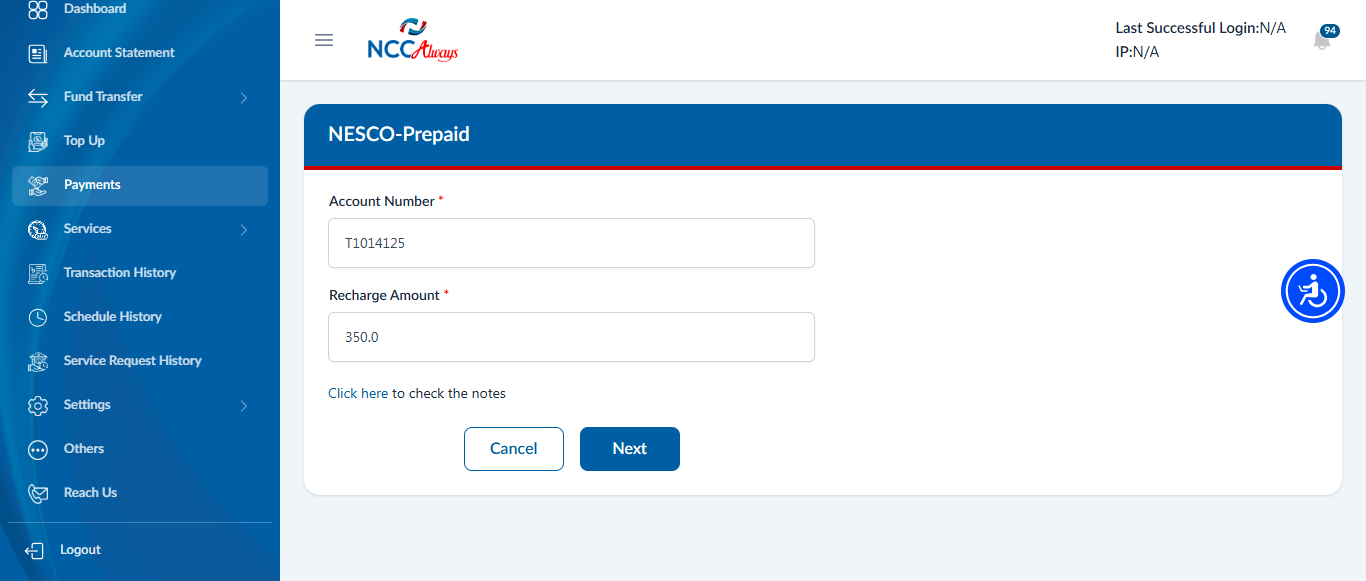 Dashboard
Account Statement
Fund Transfer
Top Up
Payments
Services
Transaction History
Schedule History
Service Request History
Settings
Others
Reach Us
Logout
NCCAlways
Last Successful Login:N/A
IP:N/A
94
NESCO-Prepaid
Account Number *
T1014125
Recharge Amount *
350.0
Click here to check the notes
Cancel
Next